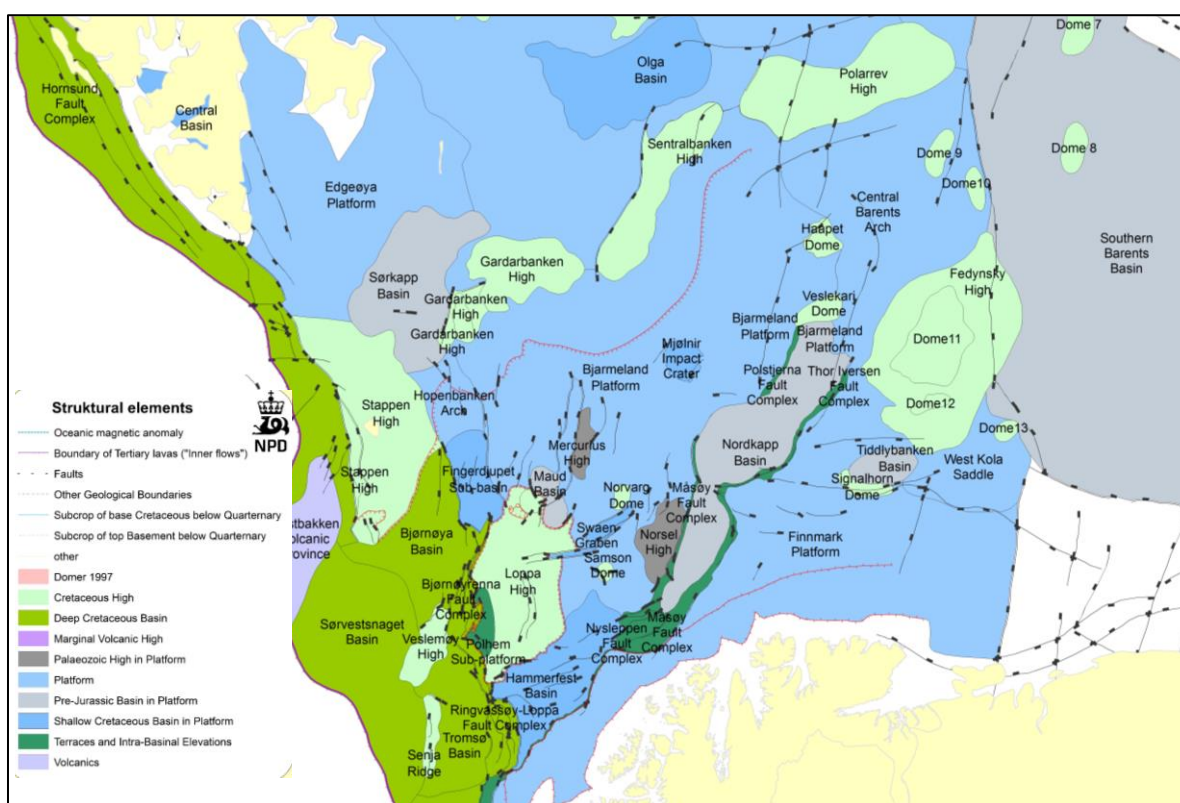 Dome 7
Olga
Basin
Polarrev
High
Hornsund
Fault
Complex
Central
Basin
Sentralbanken
High
Dome 9
Dome 8
Edgeøya
Platform
Dome10
Central
Barents
Arch
Haapet
Dome
Southern
Barents
Basin
Gardarbanken
High
Sørkapp
Basin
Fedynsky
High
Gardarbanken
High
Veslekari
Dome
Gardarbanken
High
Bjarmeland
Platform
Bjarmeland
Platform
Dome11
Mjølnir
Impact
Crater
Bjarmeland
Platform
Polstjerna
Fault
Complex
Thor Iversen
Fault
Complex
Hopenbanken
Arch
Stappen
High
Dome12
Dome13
Mercurius
High
Nordkapp
Basin
Tiddlybanken
Basin
West Kola
Saddle
Stappen
High
Fingerdjupet
Sub-basin
Maud
Basin
Norvarg
Dome
Måsøy
Fault
Complex
Signalhorn
Dome
stbakken
olcanic
rovince
Bjørnøya
Basin
Swaen
Graben
Samson
Dome
Norsel
High
Finnmark
Platform
Loppa
High
Bjørnøyrenna
Fault
Complex
Sørvestsnaget
Basin
Veslemøy
High
Polhem
Sub-platform
Nysleppen
Fault
Complex
Måsøy
Fault
Complex
Hammerfest
Basin
Ringvassøy-Loppa
Fault Complex
Tromsø
Basin
Senja
Ridge
Struktural elements
NPD
Oceanic magnetic anomaly
Boundary of Tertiary lavas ("Inner flows")
Faults
Other Geological Boundaries
Subcrop of base Cretaceous below Quarternary
Subcrop of top Basement below Quarternary
other
Domer 1997
Cretaceous High
Deep Cretaceous Basin
Marginal Volcanic High
Palaeozoic High in Platform
Platform
Pre-Jurassic Basin in Platform
Shallow Cretaceous Basin in Platform
Terraces and Intra-Basinal Elevations
Volcanics